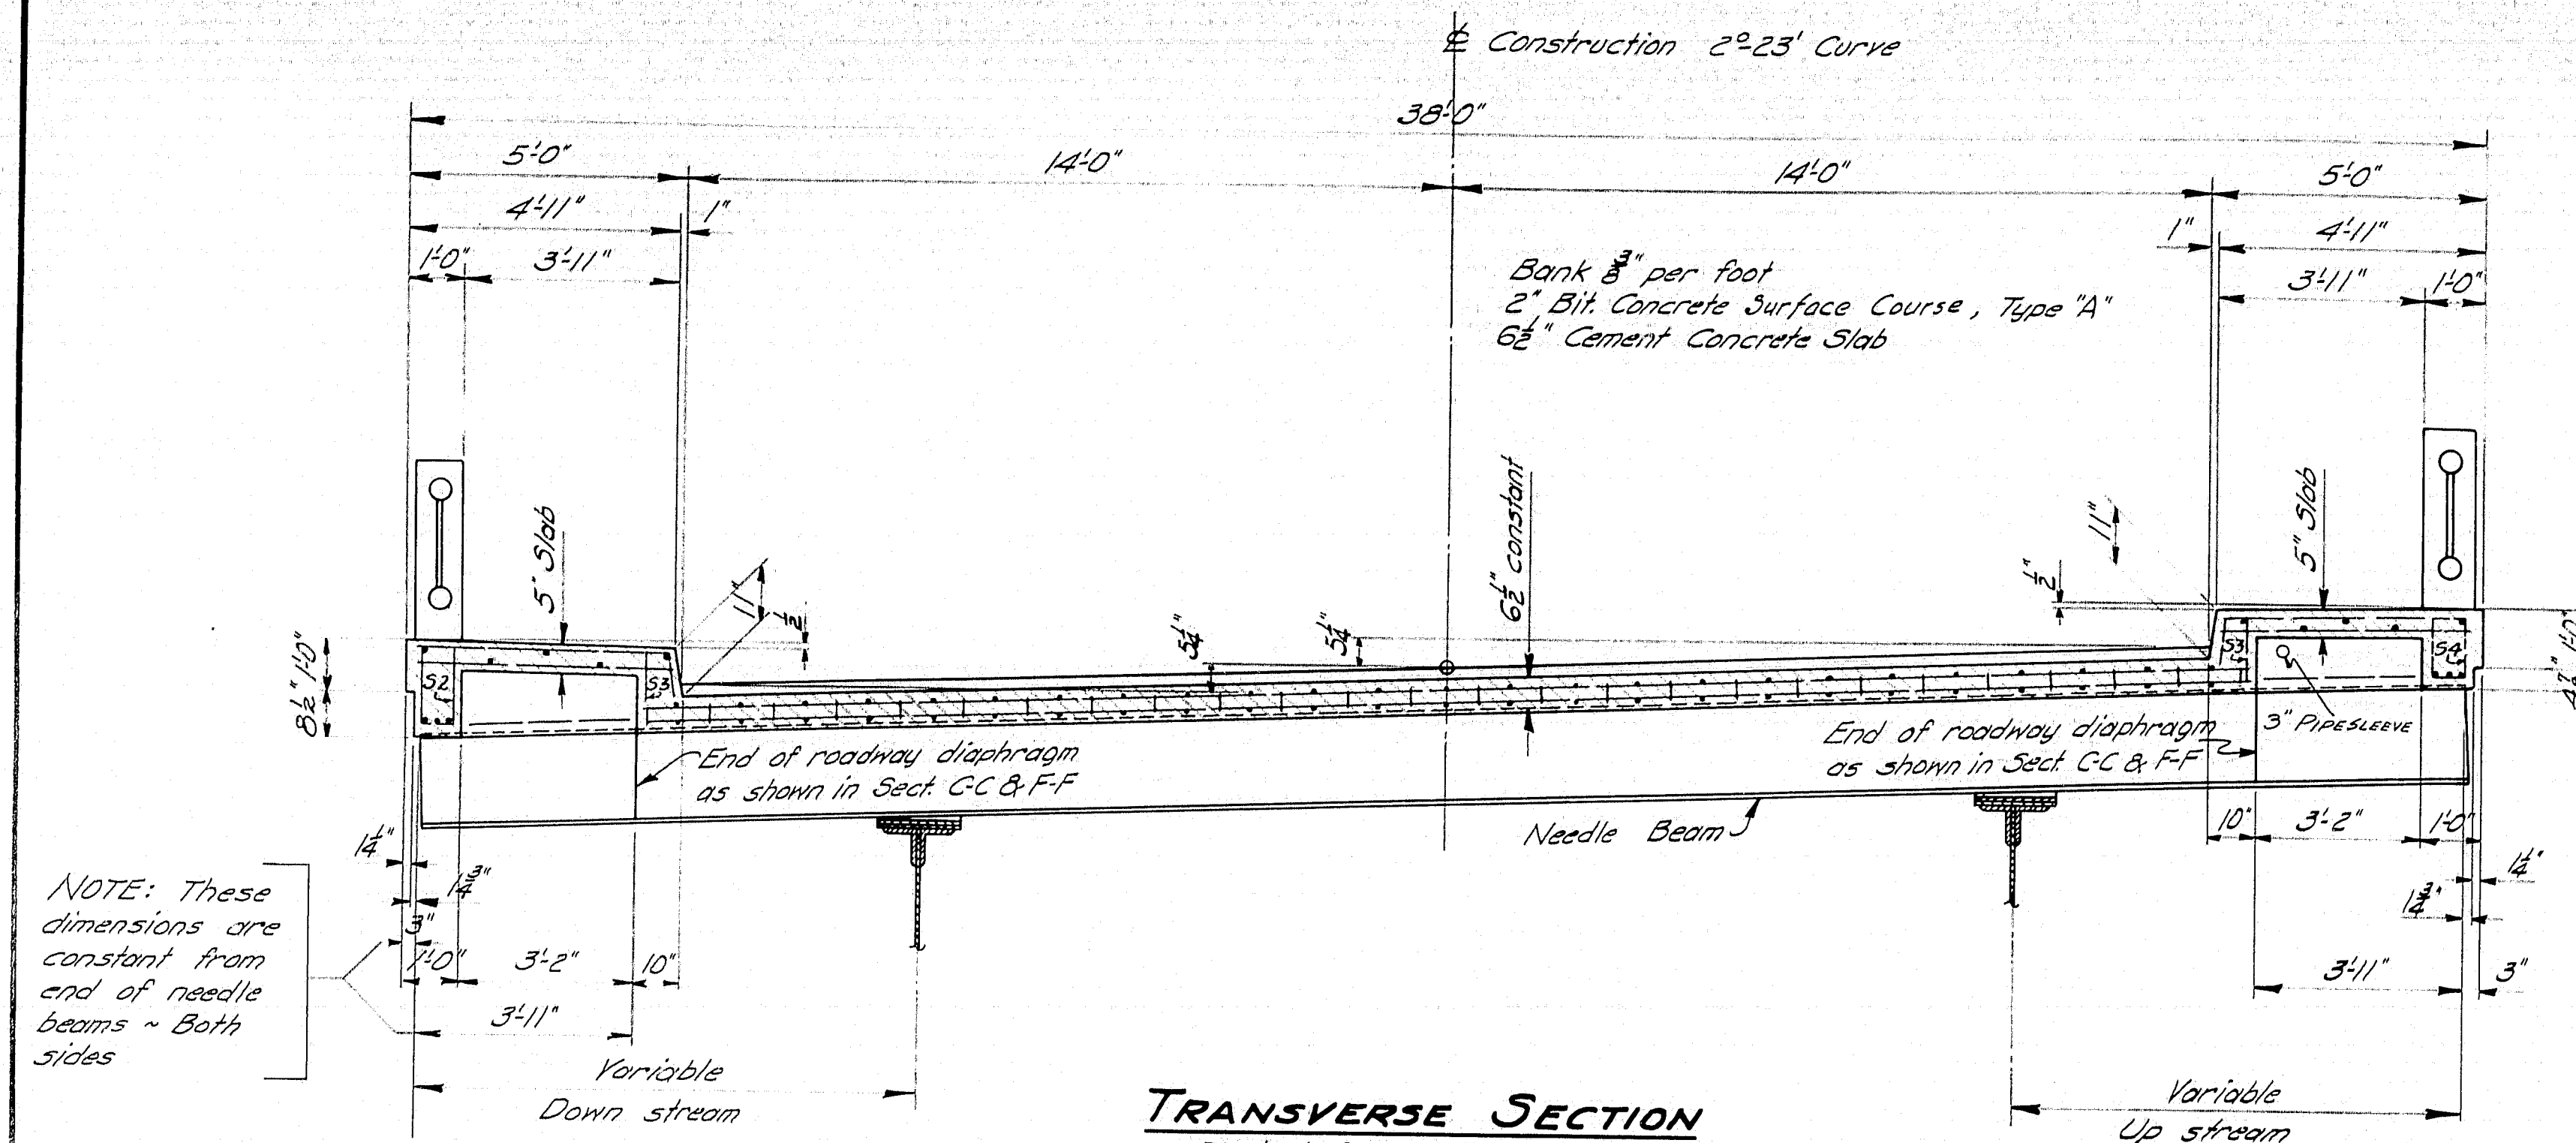 ℄ Construction 2°-23' Curve
38'-0"
5'-0" 14'-0" 14'-0" 5'-0"
4'-11" 1" 1" 4'-11"
1'-0" 3'-11" 3'-11" 1'-0"
Bank 3/8" per foot
2" Bit. Concrete Surface Course, Type "A"
6½" Cement Concrete Slab
5" Slab
11"
½"
5¼"
5¼"
6½" constant
½"
11"
5" Slab
8½" 1'-0"
S2
S3
S3
S4
1'-0"
3" PIPE SLEEVE
End of roadway diaphragm
as shown in Sect. C-C & F-F
End of roadway diaphragm
as shown in Sect. C-C & F-F
Needle Beam
10" 3'-2" 1'-0"
1¼"
1¾"
3'-11" 3"
1¼"
1¾"
3"
1'-0" 3'-2" 10"
3'-11"
NOTE: These
dimensions are
constant from
end of needle
beams ~ Both
sides
Variable
Down stream
Variable
Up stream
TRANSVERSE SECTION